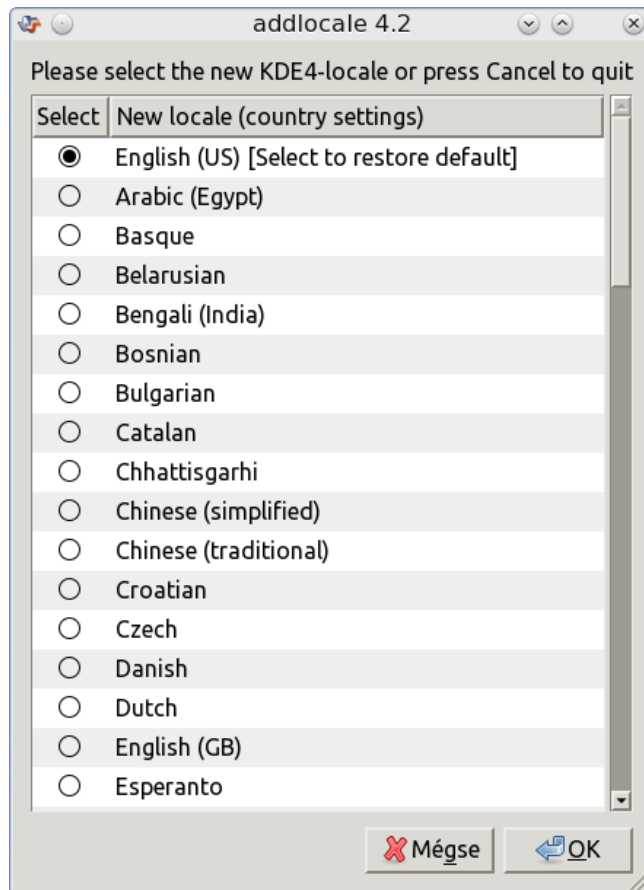 addlocale 4.2
Please select the new KDE4-locale or press Cancel to quit
Select New locale (country settings)
English (US) [Select to restore default]
Arabic (Egypt)
Basque
Belarusian
Bengali (India)
Bosnian
Bulgarian
Catalan
Chhattisgarhi
Chinese (simplified)
Chinese (traditional)
Croatian
Czech
Danish
Dutch
English (GB)
Esperanto
Mégse OK